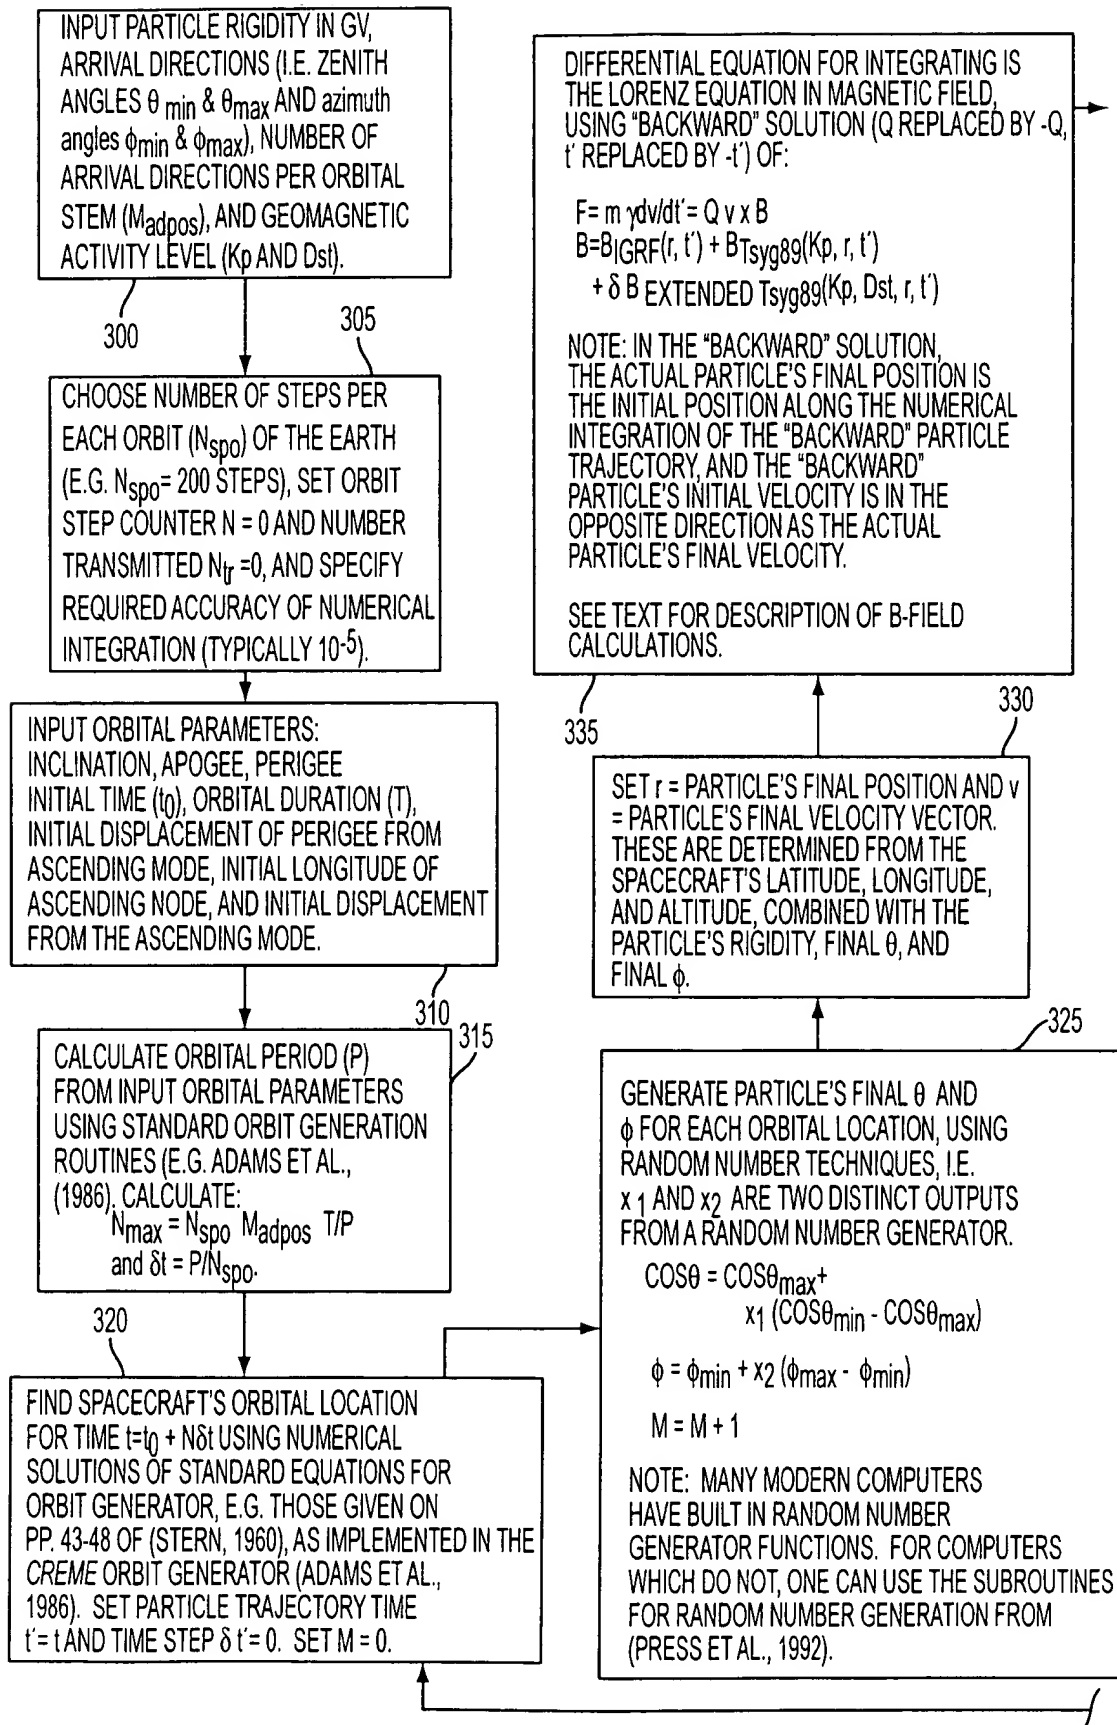 INPUT PARTICLE RIGIDITY IN GV,
ARRIVAL DIRECTIONS (I.E. ZENITH
ANGLES θ min & θmax AND azimuth
angles ϕmin & ϕmax), NUMBER OF
ARRIVAL DIRECTIONS PER ORBITAL
STEM (Madpos), AND GEOMAGNETIC
ACTIVITY LEVEL (Kp AND Dst).
300
305
CHOOSE NUMBER OF STEPS PER
EACH ORBIT (Nspo) OF THE EARTH
(E.G. Nspo= 200 STEPS), SET ORBIT
STEP COUNTER N = 0 AND NUMBER
TRANSMITTED Ntr =0, AND SPECIFY
REQUIRED ACCURACY OF NUMERICAL
INTEGRATION (TYPICALLY 10-5).
INPUT ORBITAL PARAMETERS:
INCLINATION, APOGEE, PERIGEE
INITIAL TIME (t0), ORBITAL DURATION (T),
INITIAL DISPLACEMENT OF PERIGEE FROM
ASCENDING MODE, INITIAL LONGITUDE OF
ASCENDING NODE, AND INITIAL DISPLACEMENT
FROM THE ASCENDING MODE.
310
315
CALCULATE ORBITAL PERIOD (P)
FROM INPUT ORBITAL PARAMETERS
USING STANDARD ORBIT GENERATION
ROUTINES (E.G. ADAMS ET AL.,
(1986). CALCULATE:
Nmax = Nspo Madpos T/P
and δt = P/Nspo.
320
FIND SPACECRAFT'S ORBITAL LOCATION
FOR TIME t=t0 + Nδt USING NUMERICAL
SOLUTIONS OF STANDARD EQUATIONS FOR
ORBIT GENERATOR, E.G. THOSE GIVEN ON
PP. 43-48 OF (STERN, 1960), AS IMPLEMENTED IN THE
CREME ORBIT GENERATOR (ADAMS ET AL.,
1986). SET PARTICLE TRAJECTORY TIME
t´= t AND TIME STEP δ t´= 0. SET M = 0.
325
GENERATE PARTICLE'S FINAL θ AND
ϕ FOR EACH ORBITAL LOCATION, USING
RANDOM NUMBER TECHNIQUES, I.E.
x1 AND x2 ARE TWO DISTINCT OUTPUTS
FROM A RANDOM NUMBER GENERATOR.
COSθ = COSθmax+
x1 (COSθmin - COSθmax)
ϕ = ϕmin + x2 (ϕmax - ϕmin)
M = M + 1
NOTE: MANY MODERN COMPUTERS
HAVE BUILT IN RANDOM NUMBER
GENERATOR FUNCTIONS. FOR COMPUTERS
WHICH DO NOT, ONE CAN USE THE SUBROUTINES
FOR RANDOM NUMBER GENERATION FROM
(PRESS ET AL., 1992).
330
SET r = PARTICLE'S FINAL POSITION AND v
= PARTICLE'S FINAL VELOCITY VECTOR.
THESE ARE DETERMINED FROM THE
SPACECRAFT'S LATITUDE, LONGITUDE,
AND ALTITUDE, COMBINED WITH THE
PARTICLE'S RIGIDITY, FINAL θ, AND
FINAL ϕ.
335
DIFFERENTIAL EQUATION FOR INTEGRATING IS
THE LORENZ EQUATION IN MAGNETIC FIELD,
USING "BACKWARD" SOLUTION (Q REPLACED BY -Q,
t´ REPLACED BY -t´) OF:
F= m γdv/dt´= Q v x B
B=BIGRF(r, t´) + BTsyg89(Kp, r, t´)
+ δ B EXTENDED Tsyg89(Kp, Dst, r, t´)
NOTE: IN THE "BACKWARD" SOLUTION,
THE ACTUAL PARTICLE'S FINAL POSITION IS
THE INITIAL POSITION ALONG THE NUMERICAL
INTEGRATION OF THE "BACKWARD" PARTICLE
TRAJECTORY, AND THE "BACKWARD"
PARTICLE'S INITIAL VELOCITY IS IN THE
OPPOSITE DIRECTION AS THE ACTUAL
PARTICLE'S FINAL VELOCITY.
SEE TEXT FOR DESCRIPTION OF B-FIELD
CALCULATIONS.